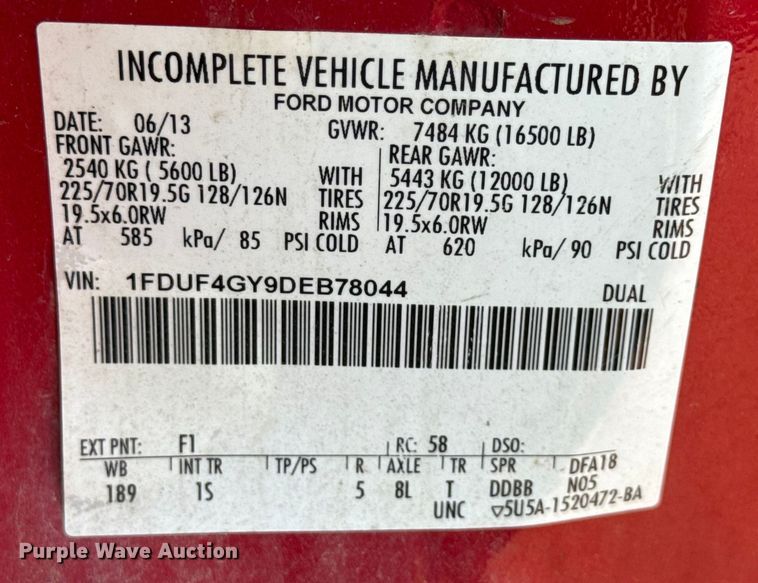 INCOMPLETE VEHICLE MANUFACTURED BY
FORD MOTOR COMPANY
DATE: 06/13 GVWR: 7484 KG (16500 LB)
FRONT GAWR: REAR GAWR:
2540 KG ( 5600 LB) WITH 5443 KG (12000 LB) WITH
225/70R19.5G 128/126N TIRES 225/70R19.5G 128/126N TIRES
19.5x6.0RW RIMS 19.5x6.0RW RIMS
AT 585 kPa/ 85 PSI COLD AT 620 kPa/ 90 PSI COLD
VIN: 1FDUF4GY9DEB78044 DUAL
EXT PNT: F1 RC: 58 DSO:
WB INT TR TP/PS R AXLE TR SPR DFA18
189 1S 5 8L T DDBB N05
UNC ▽5U5A-1520472-BA
Purple Wave Auction